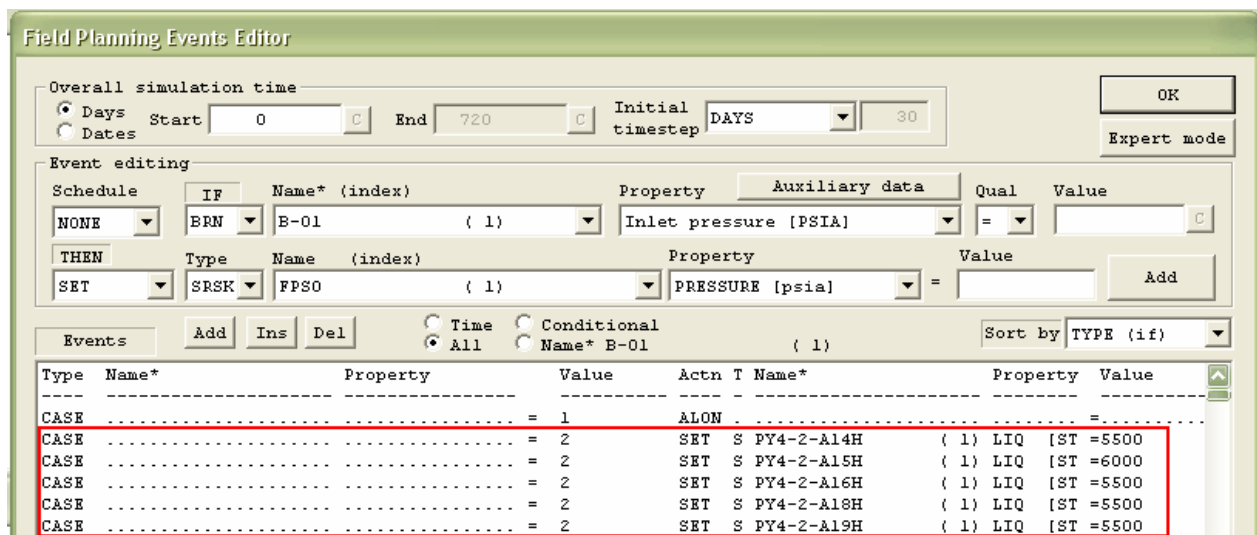 Field Planning Events Editor
Overall simulation time
Days
Dates
Start 0 C End 720 C
Initial timestep DAYS 30
OK
Expert mode
Event editing
Schedule IF Name* (index) Property Auxiliary data Qual Value
NONE BRN B-01 ( 1) Inlet pressure [PSIA] = C
THEN Type Name (index) Property Value
SET SRSK FPSO ( 1) PRESSURE [psia] = Add
Events Add Ins Del
Time Conditional
All Name* B-01 ( 1)
Sort by TYPE (if)
Type Name* Property Value Actn T Name* Property Value
---- -------------------- ---------------- ---------- ---- - --------------------- -------- ----------
CASE .................... ................ = 1 ALON . ..................... ........ =..........
CASE .................... ................ = 2 SET S PY4-2-A14H ( 1) LIQ [ST =5500
CASE .................... ................ = 2 SET S PY4-2-A15H ( 1) LIQ [ST =6000
CASE .................... ................ = 2 SET S PY4-2-A16H ( 1) LIQ [ST =5500
CASE .................... ................ = 2 SET S PY4-2-A18H ( 1) LIQ [ST =5500
CASE .................... ................ = 2 SET S PY4-2-A19H ( 1) LIQ [ST =5500